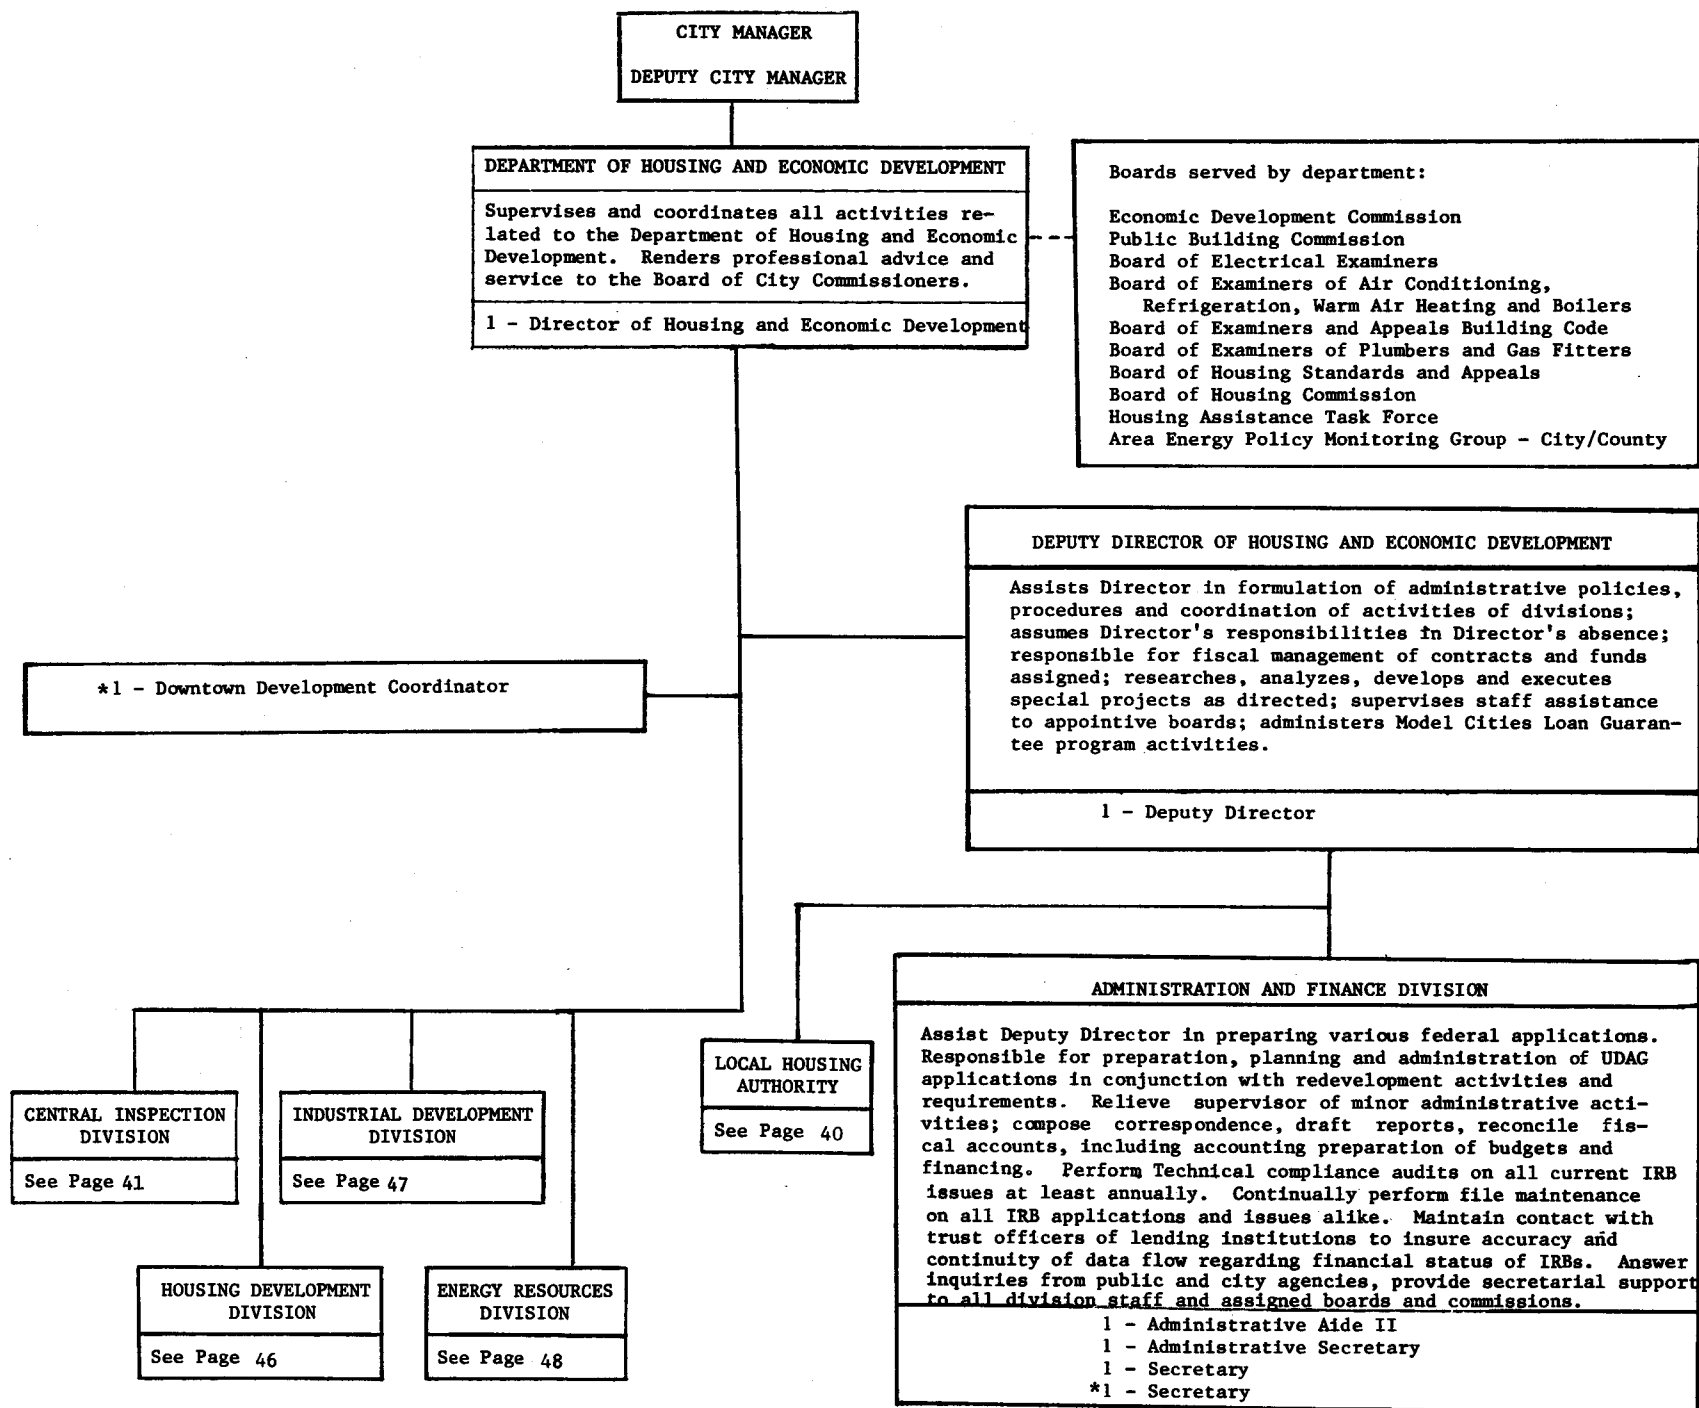 CITY MANAGER
DEPUTY CITY MANAGER
DEPARTMENT OF HOUSING AND ECONOMIC DEVELOPMENT
Supervises and coordinates all activities re-
lated to the Department of Housing and Economic
Development. Renders professional advice and
service to the Board of City Commissioners.
1 - Director of Housing and Economic Development
Boards served by department:
Economic Development Commission
Public Building Commission
Board of Electrical Examiners
Board of Examiners of Air Conditioning,
Refrigeration, Warm Air Heating and Boilers
Board of Examiners and Appeals Building Code
Board of Examiners of Plumbers and Gas Fitters
Board of Housing Standards and Appeals
Board of Housing Commission
Housing Assistance Task Force
Area Energy Policy Monitoring Group - City/County
DEPUTY DIRECTOR OF HOUSING AND ECONOMIC DEVELOPMENT
Assists Director in formulation of administrative policies,
procedures and coordination of activities of divisions;
assumes Director's responsibilities in Director's absence;
responsible for fiscal management of contracts and funds
assigned; researches, analyzes, develops and executes
special projects as directed; supervises staff assistance
to appointive boards; administers Model Cities Loan Guaran-
tee program activities.
1 - Deputy Director
*1 - Downtown Development Coordinator
ADMINISTRATION AND FINANCE DIVISION
Assist Deputy Director in preparing various federal applications.
Responsible for preparation, planning and administration of UDAG
applications in conjunction with redevelopment activities and
requirements. Relieve supervisor of minor administrative acti-
vities; compose correspondence, draft reports, reconcile fis-
cal accounts, including accounting preparation of budgets and
financing. Perform Technical compliance audits on all current IRB
issues at least annually. Continually perform file maintenance
on all IRB applications and issues alike. Maintain contact with
trust officers of lending institutions to insure accuracy and
continuity of data flow regarding financial status of IRBs. Answer
inquiries from public and city agencies, provide secretarial support
to all division staff and assigned boards and commissions.
1 - Administrative Aide II
1 - Administrative Secretary
1 - Secretary
*1 - Secretary
LOCAL HOUSING
AUTHORITY
See Page 40
CENTRAL INSPECTION
DIVISION
See Page 41
INDUSTRIAL DEVELOPMENT
DIVISION
See Page 47
HOUSING DEVELOPMENT
DIVISION
See Page 46
ENERGY RESOURCES
DIVISION
See Page 48